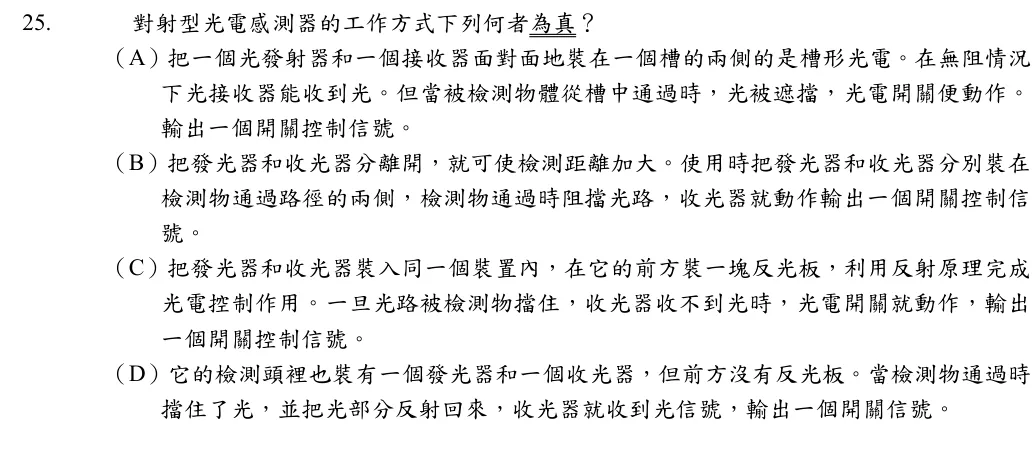 25. 對射型光電感測器的工作方式下列何者為真？
（A）把一個光發射器和一個接收器面對面地裝在一個槽的兩側的是槽形光電。在無阻情況
下光接收器能收到光。但當被檢測物體從槽中通過時，光被遮擋，光電開關便動作。
輸出一個開關控制信號。
（B）把發光器和收光器分離開，就可使檢測距離加大。使用時把發光器和收光器分別裝在
檢測物通過路徑的兩側，檢測物通過時阻擋光路，收光器就動作輸出一個開關控制信
號。
（C）把發光器和收光器裝入同一個裝置內，在它的前方裝一塊反光板，利用反射原理完成
光電控制作用。一旦光路被檢測物擋住，收光器收不到光時，光電開關就動作，輸出
一個開關控制信號。
（D）它的檢測頭裡也裝有一個發光器和一個收光器，但前方沒有反光板。當檢測物通過時
擋住了光，並把光部分反射回來，收光器就收到光信號，輸出一個開關信號。